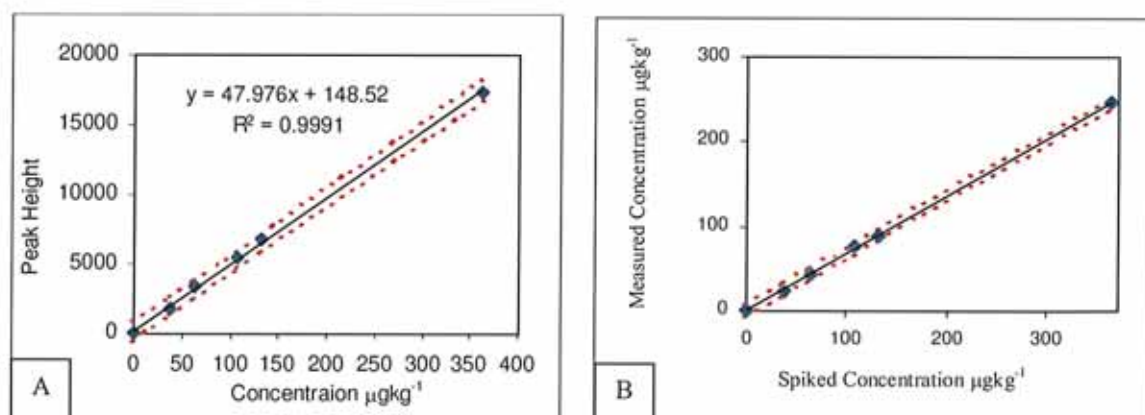 20000
15000
10000
5000
0
y = 47.976x + 148.52
R² = 0.9991
Peak Height
0 50 100 150 200 250 300 350 400
Concentraion µgkg⁻¹
A
300
200
100
0
Measured Concentration µgkg⁻¹
0 100 200 300
Spiked Concentration µgkg⁻¹
B